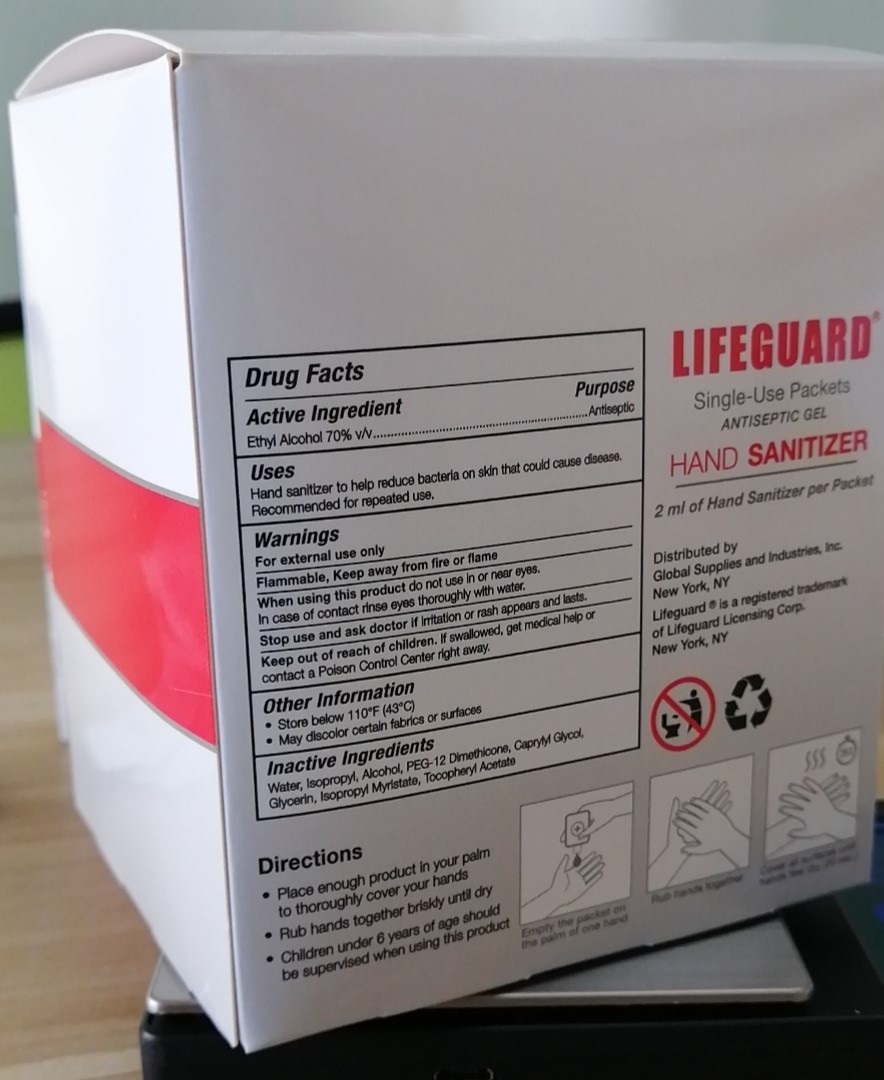 Drug Facts
Active Ingredient Purpose
Ethyl Alcohol 70% v/v................................................................Antiseptic
Uses
Hand sanitizer to help reduce bacteria on skin that could cause disease.
Recommended for repeated use.
Warnings
For external use only
Flammable, Keep away from fire or flame
When using this product do not use in or near eyes.
In case of contact rinse eyes thoroughly with water.
Stop use and ask doctor if irritation or rash appears and lasts.
Keep out of reach of children. If swallowed, get medical help or
contact a Poison Control Center right away.
Other Information
• Store below 110°F (43°C)
• May discolor certain fabrics or surfaces
Inactive Ingredients
Water, Isopropyl, Alcohol, PEG-12 Dimethicone, Caprylyl Glycol,
Glycerin, Isopropyl Myristate, Tocopheryl Acetate
Directions
• Place enough product in your palm
to thoroughly cover your hands
• Rub hands together briskly until dry
• Children under 6 years of age should
be supervised when using this product
LIFEGUARD®
Single-Use Packets
ANTISEPTIC GEL
HAND SANITIZER
2 ml of Hand Sanitizer per Packet
Distributed by
Global Supplies and Industries, Inc.
New York, NY
Lifeguard ® is a registered trademark
of Lifeguard Licensing Corp.
New York, NY
Empty the packet on
the palm of one hand
Rub hands together
Cover all surfaces until
hands feel dry